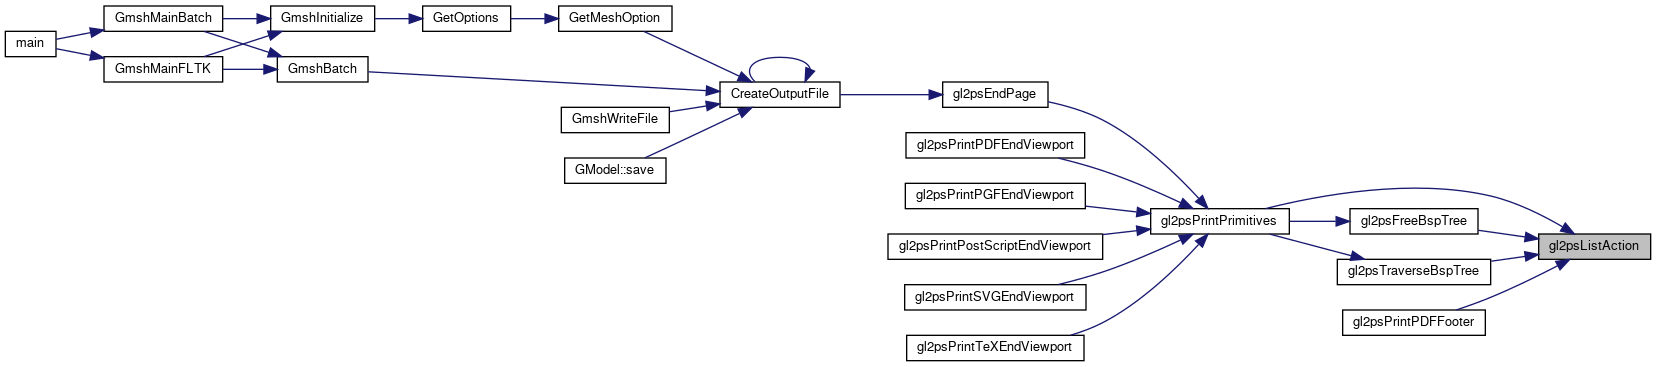 main
GmshMainBatch
GmshMainFLTK
GmshInitialize
GmshBatch
GetOptions
GetMeshOption
GmshWriteFile
GModel::save
CreateOutputFile
gl2psEndPage
gl2psPrintPDFEndViewport
gl2psPrintPGFEndViewport
gl2psPrintPostScriptEndViewport
gl2psPrintSVGEndViewport
gl2psPrintTeXEndViewport
gl2psPrintPrimitives
gl2psFreeBspTree
gl2psTraverseBspTree
gl2psPrintPDFFooter
gl2psListAction